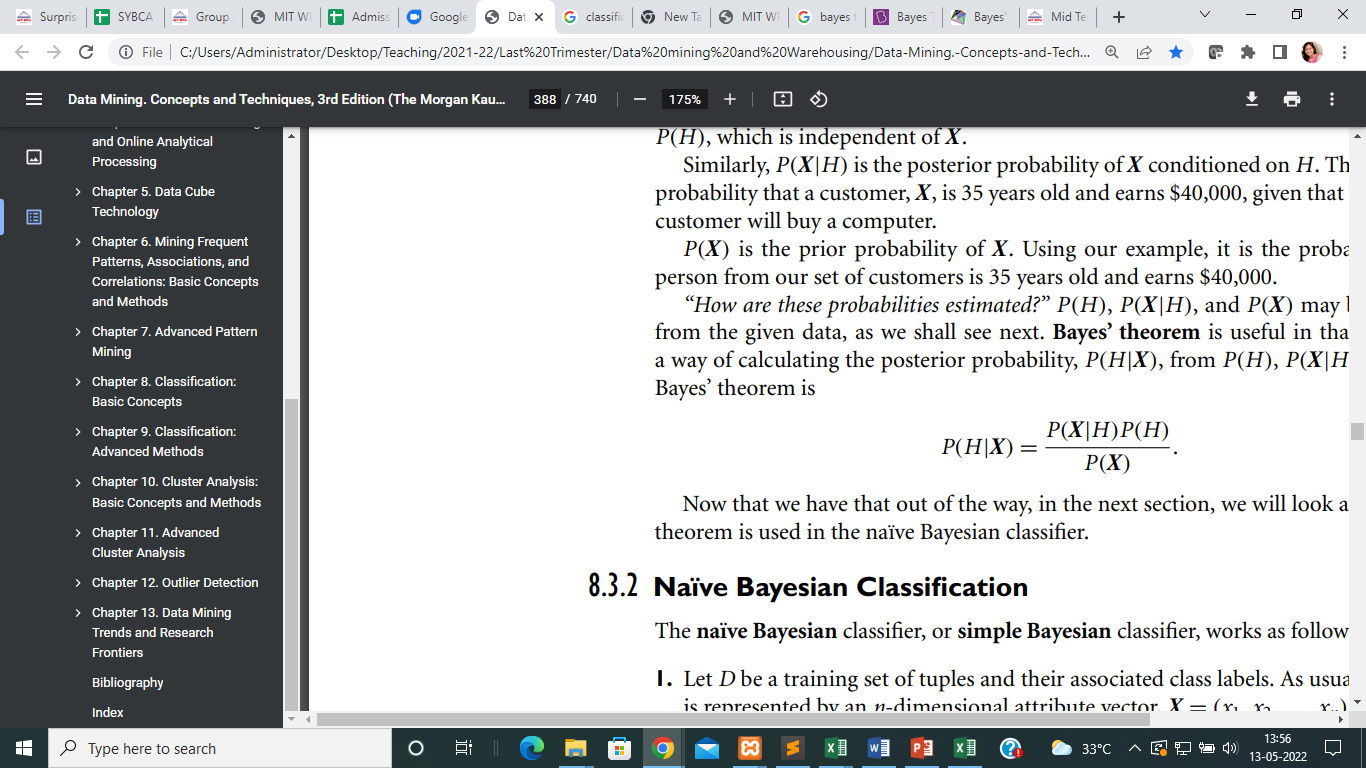 Surpris
SYBCA
Group
MIT WI
Admiss
Google
Dat
classific
New Ta
MIT WI
bayes t
Bayes T
Bayes'
Mid Te
File | C:/Users/Administrator/Desktop/Teaching/2021-22/Last%20Trimester/Data%20mining%20and%20Warehousing/Data-Mining.-Concepts-and-Tech...
Data Mining. Concepts and Techniques, 3rd Edition (The Morgan Kau...
388 / 740
175%
and Online Analytical
Processing
Chapter 5. Data Cube
Technology
Chapter 6. Mining Frequent
Patterns, Associations, and
Correlations: Basic Concepts
and Methods
Chapter 7. Advanced Pattern
Mining
Chapter 8. Classification:
Basic Concepts
Chapter 9. Classification:
Advanced Methods
Chapter 10. Cluster Analysis:
Basic Concepts and Methods
Chapter 11. Advanced
Cluster Analysis
Chapter 12. Outlier Detection
Chapter 13. Data Mining
Trends and Research
Frontiers
Bibliography
Index
P(H), which is independent of X.
Similarly, P(X|H) is the posterior probability of X conditioned on H. Th
probability that a customer, X, is 35 years old and earns $40,000, given that
customer will buy a computer.
P(X) is the prior probability of X. Using our example, it is the proba
person from our set of customers is 35 years old and earns $40,000.
“How are these probabilities estimated?” P(H), P(X|H), and P(X) may
from the given data, as we shall see next. Bayes’ theorem is useful in tha
a way of calculating the posterior probability, P(H|X), from P(H), P(X|H
Bayes’ theorem is
P(H|X) = P(X|H)P(H) / P(X).
Now that we have that out of the way, in the next section, we will look a
theorem is used in the naïve Bayesian classifier.
8.3.2 Naïve Bayesian Classification
The naïve Bayesian classifier, or simple Bayesian classifier, works as follow
1. Let D be a training set of tuples and their associated class labels. As usua
is represented by an n-dimensional attribute vector, X = (x1, x2,
Type here to search
33°C
13:56
13-05-2022